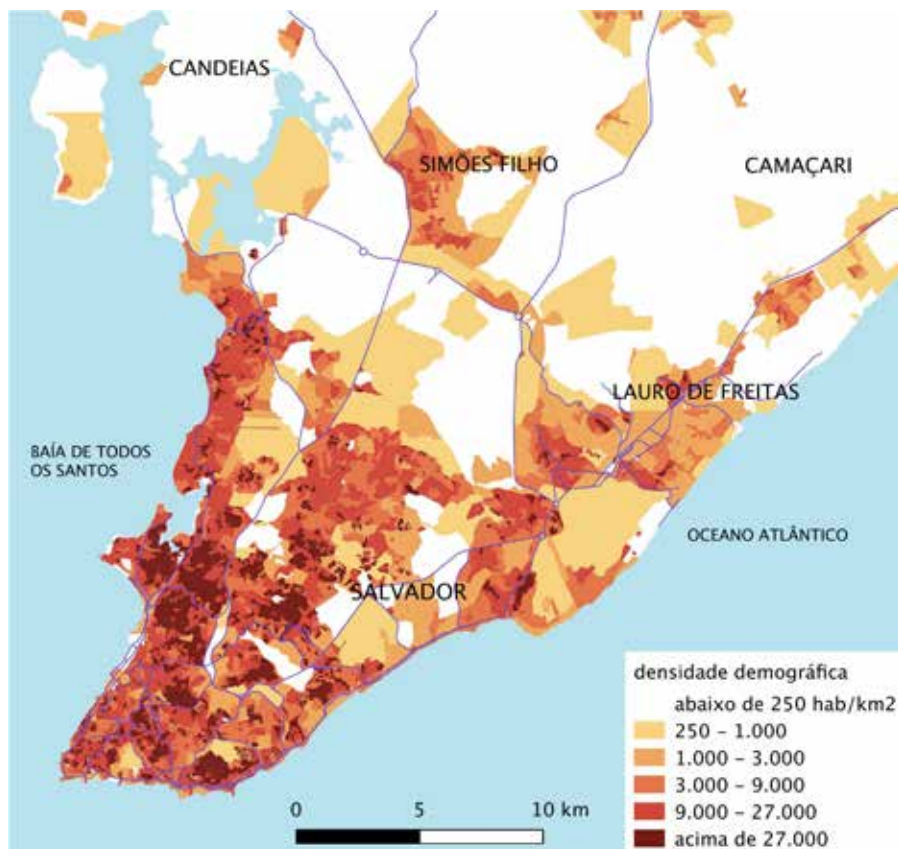 CANDEIAS
SIMÕES FILHO
CAMAÇARI
LAURO DE FREITAS
BAÍA DE TODOS
OS SANTOS
OCEANO ATLÂNTICO
SALVADOR
densidade demográfica
abaixo de 250 hab/km2
250 – 1.000
1.000 – 3.000
3.000 – 9.000
9.000 – 27.000
acima de 27.000
0 5 10 km